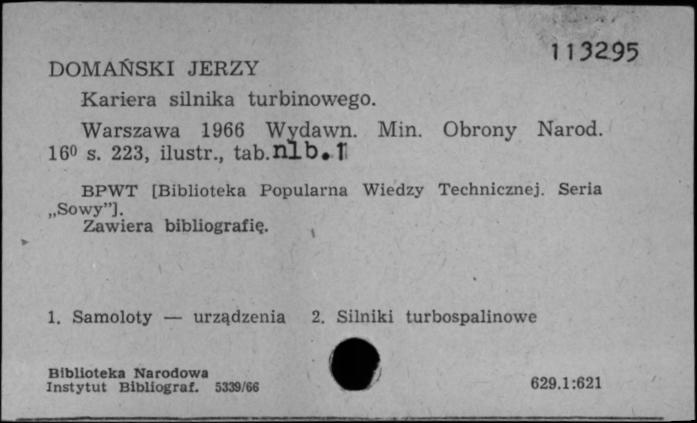 113295
DOMAŃSKI JERZY
Kariera silnika turbinowego.
Warszawa 1966 Wydawn. Min. Obrony Narod.
16⁰ s. 223, ilustr., tab. nlb. 1
BPWT [Biblioteka Popularna Wiedzy Technicznej. Seria
„Sowy”].
Zawiera bibliografię.
1. Samoloty — urządzenia 2. Silniki turbospalinowe
Biblioteka Narodowa
Instytut Bibliograf. 5339/66
629.1:621